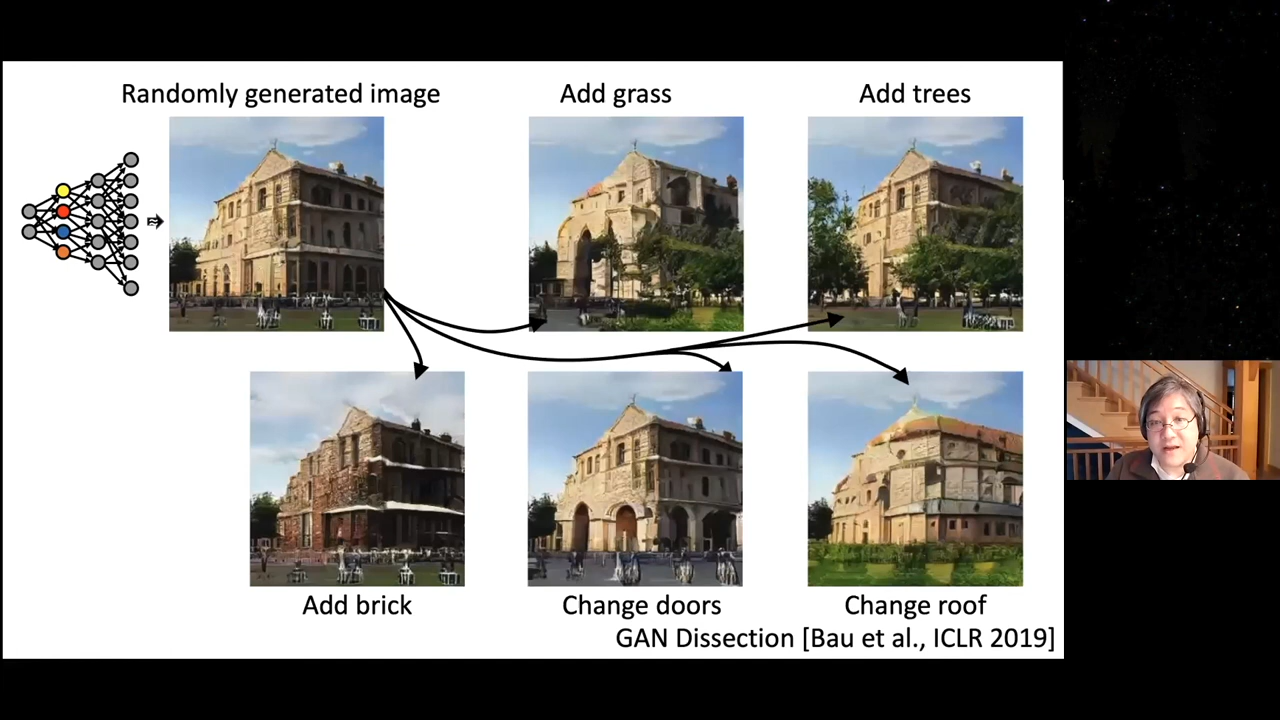 Randomly generated image
Add grass
Add trees
Add brick
Change doors
Change roof
GAN Dissection [Bau et al., ICLR 2019]